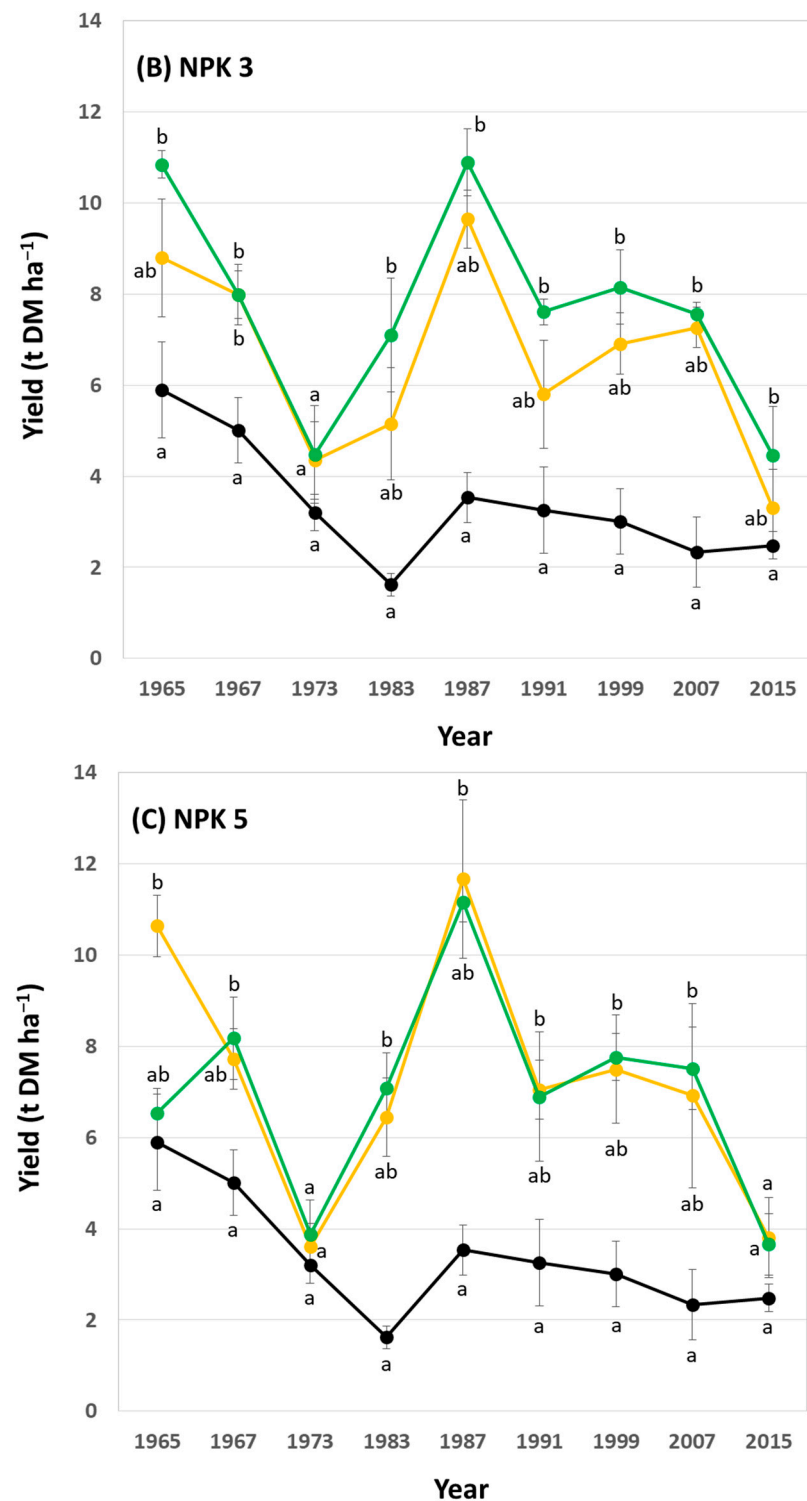 14
(B) NPK 3
b
b
12
10
ab
b
b
ab
b
8
b
b
b
a
ab
ab
ab
b
6
a
a
a
ab
ab
4
a
a
a
a
a
a
2
a
0
1965 1967 1973 1983 1987 1991 1999 2007 2015
Year
Yield (t DM ha⁻¹)
14
b
(C) NPK 5
12
b
10
ab
b
b
b
b
b
8
ab
ab
6
ab
ab
ab
ab
a
a
a
a
4
a
a
a
a
a
a
a
2
a
0
1965 1967 1973 1983 1987 1991 1999 2007 2015
Year
Yield (t DM ha⁻¹)